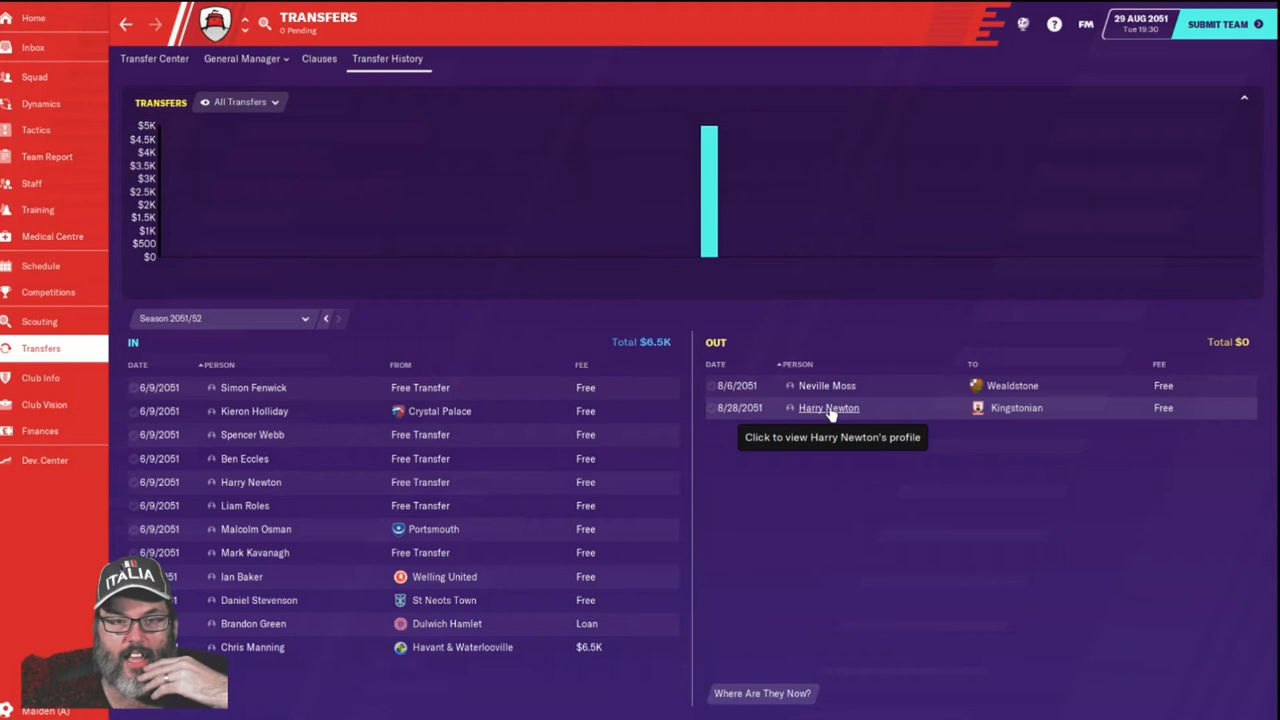 Home
Inbox
Squad
Dynamics
Tactics
Team Report
Staff
Training
Medical Centre
Schedule
Competitions
Scouting
Transfers
Club Info
Club Vision
Finances
Dev. Center
Maiden (A)
TRANSFERS
0 Pending
FM
29 AUG 2051
Tue 19:30
SUBMIT TEAM
Transfer Center
General Manager
Clauses
Transfer History
TRANSFERS
All Transfers
$5K
$4.5K
$4K
$3.5K
$3K
$2.5K
$2K
$1.5K
$1K
$500
$0
Season 2051/52
IN
Total $6.5K
DATE PERSON FROM FEE
6/9/2051 Simon Fenwick Free Transfer Free
6/9/2051 Kieron Holliday Crystal Palace Free
6/9/2051 Spencer Webb Free Transfer Free
6/9/2051 Ben Eccles Free Transfer Free
6/9/2051 Harry Newton Free Transfer Free
6/9/2051 Liam Roles Free Transfer Free
6/9/2051 Malcolm Osman Portsmouth Free
6/9/2051 Mark Kavanagh Free Transfer Free
Ian Baker Welling United Free
Daniel Stevenson St Neots Town Free
Brandon Green Dulwich Hamlet Loan
Chris Manning Havant & Waterlooville $6.5K
OUT
Total $0
DATE PERSON TO FEE
8/6/2051 Neville Moss Wealdstone Free
8/28/2051 Harry Newton Kingstonian Free
Click to view Harry Newton's profile
Where Are They Now?
ITALIA